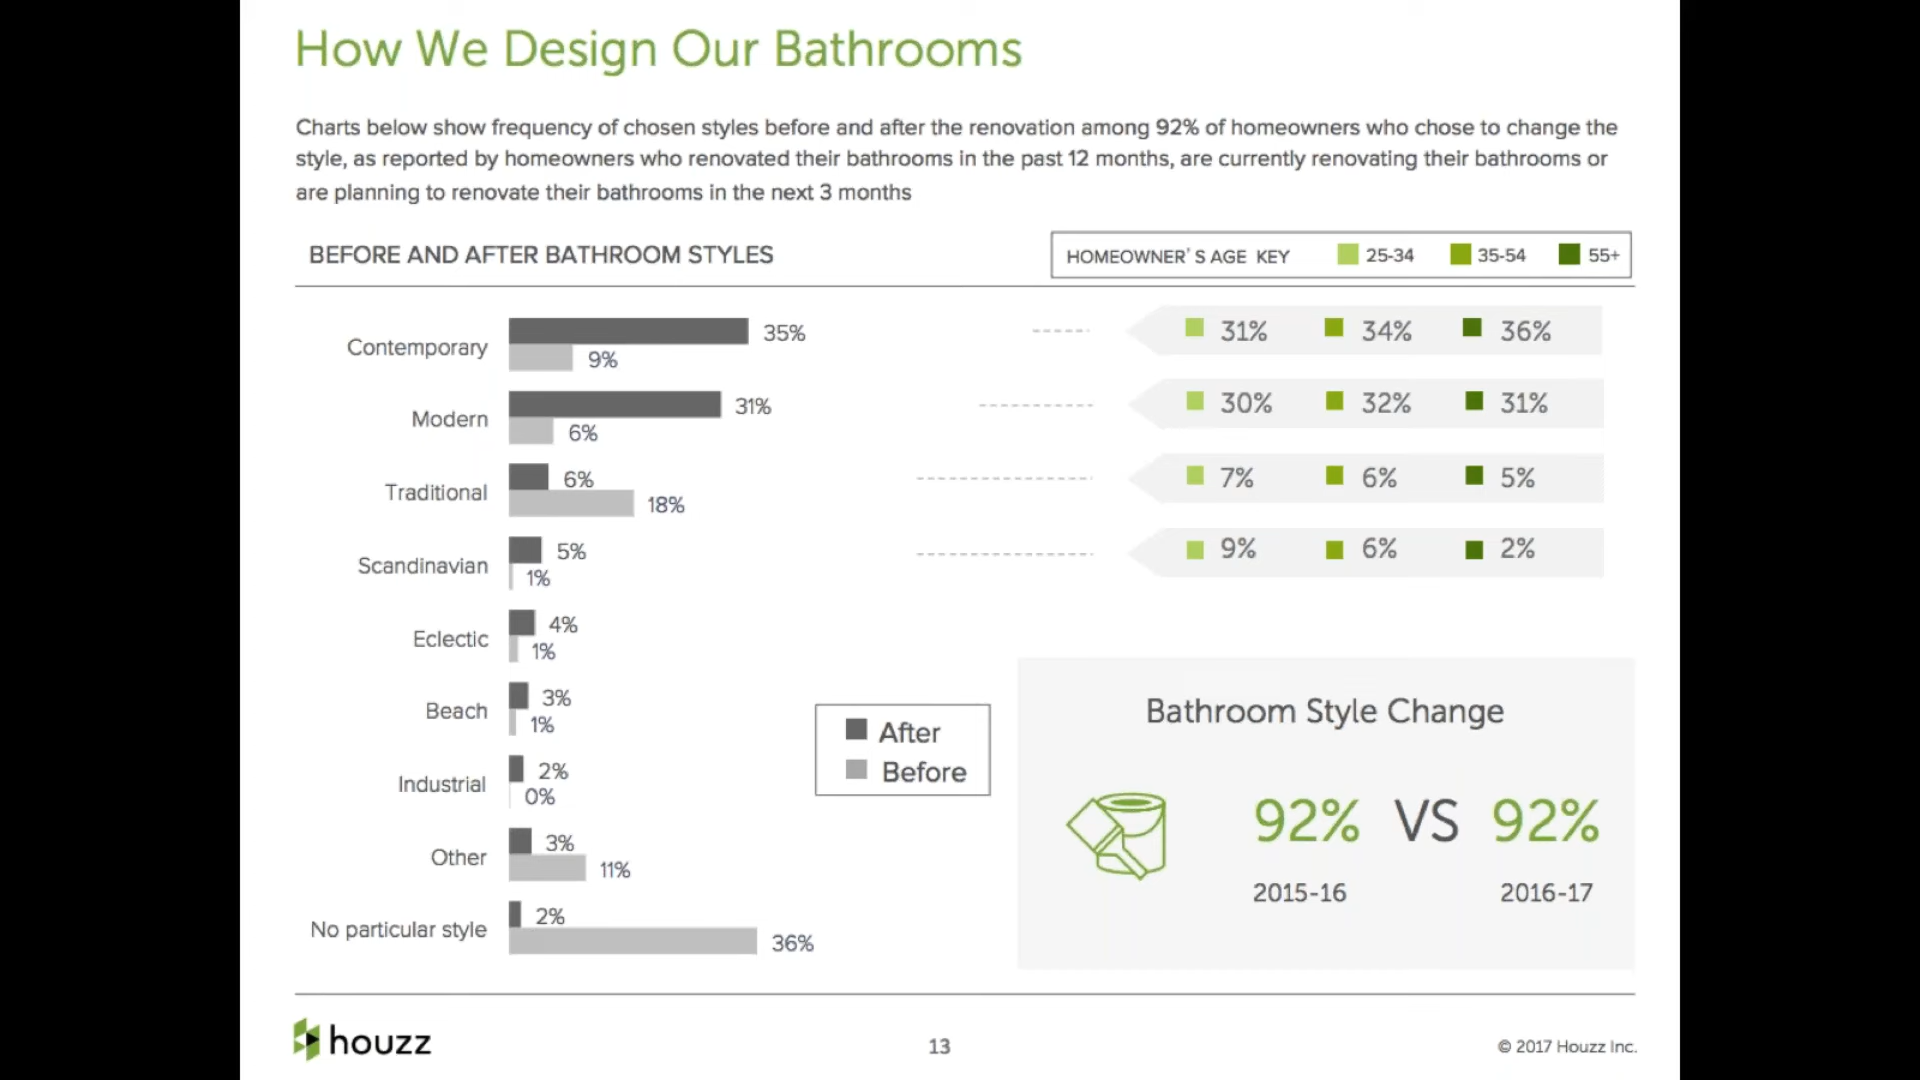 How We Design Our Bathrooms
Charts below show frequency of chosen styles before and after the renovation among 92% of homeowners who chose to change the
style, as reported by homeowners who renovated their bathrooms in the past 12 months, are currently renovating their bathrooms or
are planning to renovate their bathrooms in the next 3 months
BEFORE AND AFTER BATHROOM STYLES
HOMEOWNER'S AGE KEY 25-34 35-54 55+
Contemporary 35% 31% 34% 36%
9%
Modern 31% 30% 32% 31%
6%
Traditional 6% 7% 6% 5%
18%
Scandinavian 5% 9% 6% 2%
1%
Eclectic 4%
1%
Beach 3%
1%
Industrial 2%
0%
Other 3%
11%
No particular style 2%
36%
After
Before
Bathroom Style Change
92% VS 92%
2015-16 2016-17
houzz
13
© 2017 Houzz Inc.